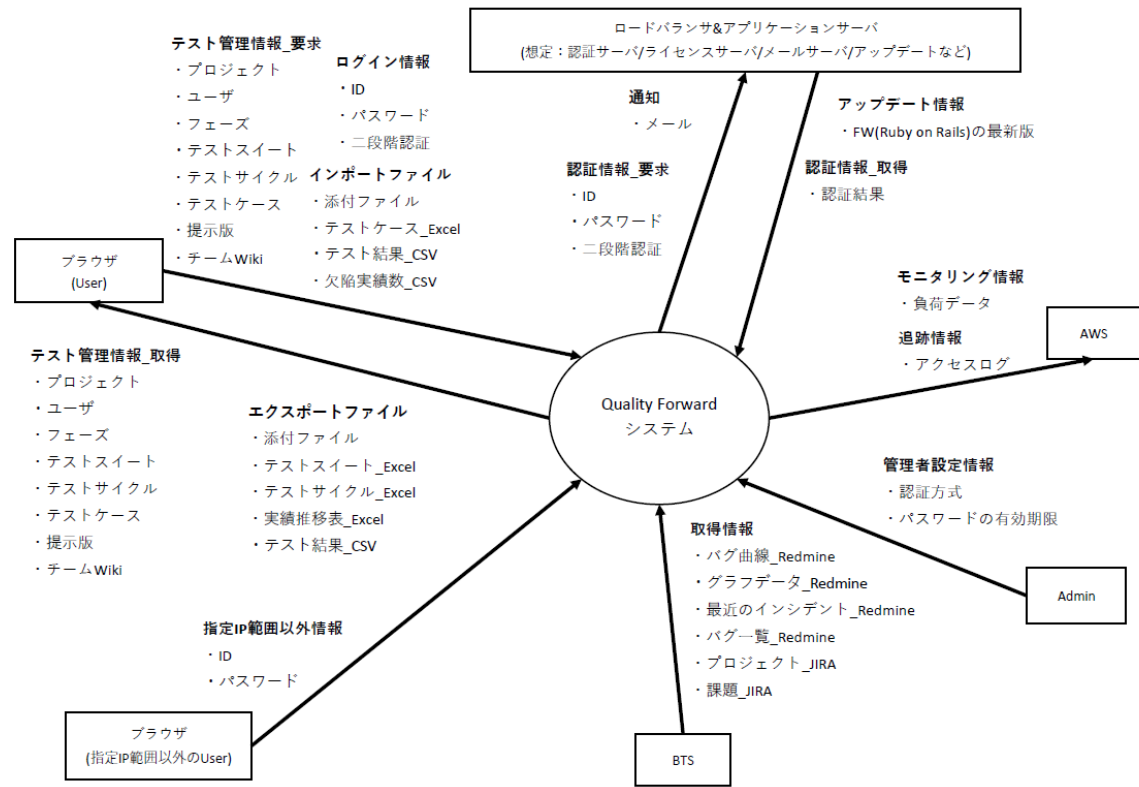 ロードバランサ&アプリケーションサーバ
(想定：認証サーバ/ライセンスサーバ/メールサーバ/アップデートなど)
テスト管理情報_要求
・プロジェクト
・ユーザ
・フェーズ
・テストスイート
・テストサイクル
・テストケース
・提示版
・チームWiki
ログイン情報
・ID
・パスワード
・二段階認証
インポートファイル
・添付ファイル
・テストケース_Excel
・テスト結果_CSV
・欠陥実績数_CSV
通知
・メール
認証情報_要求
・ID
・パスワード
・二段階認証
アップデート情報
・FW(Ruby on Rails)の最新版
認証情報_取得
・認証結果
ブラウザ
(User)
モニタリング情報
・負荷データ
追跡情報
・アクセスログ
AWS
テスト管理情報_取得
・プロジェクト
・ユーザ
・フェーズ
・テストスイート
・テストサイクル
・テストケース
・提示版
・チームWiki
エクスポートファイル
・添付ファイル
・テストスイート_Excel
・テストサイクル_Excel
・実績推移表_Excel
・テスト結果_CSV
Quality Forward
システム
管理者設定情報
・認証方式
・パスワードの有効期限
Admin
取得情報
・バグ曲線_Redmine
・グラフデータ_Redmine
・最近のインシデント_Redmine
・バグ一覧_Redmine
・プロジェクト_JIRA
・課題_JIRA
指定IP範囲以外情報
・ID
・パスワード
ブラウザ
(指定IP範囲以外のUser)
BTS